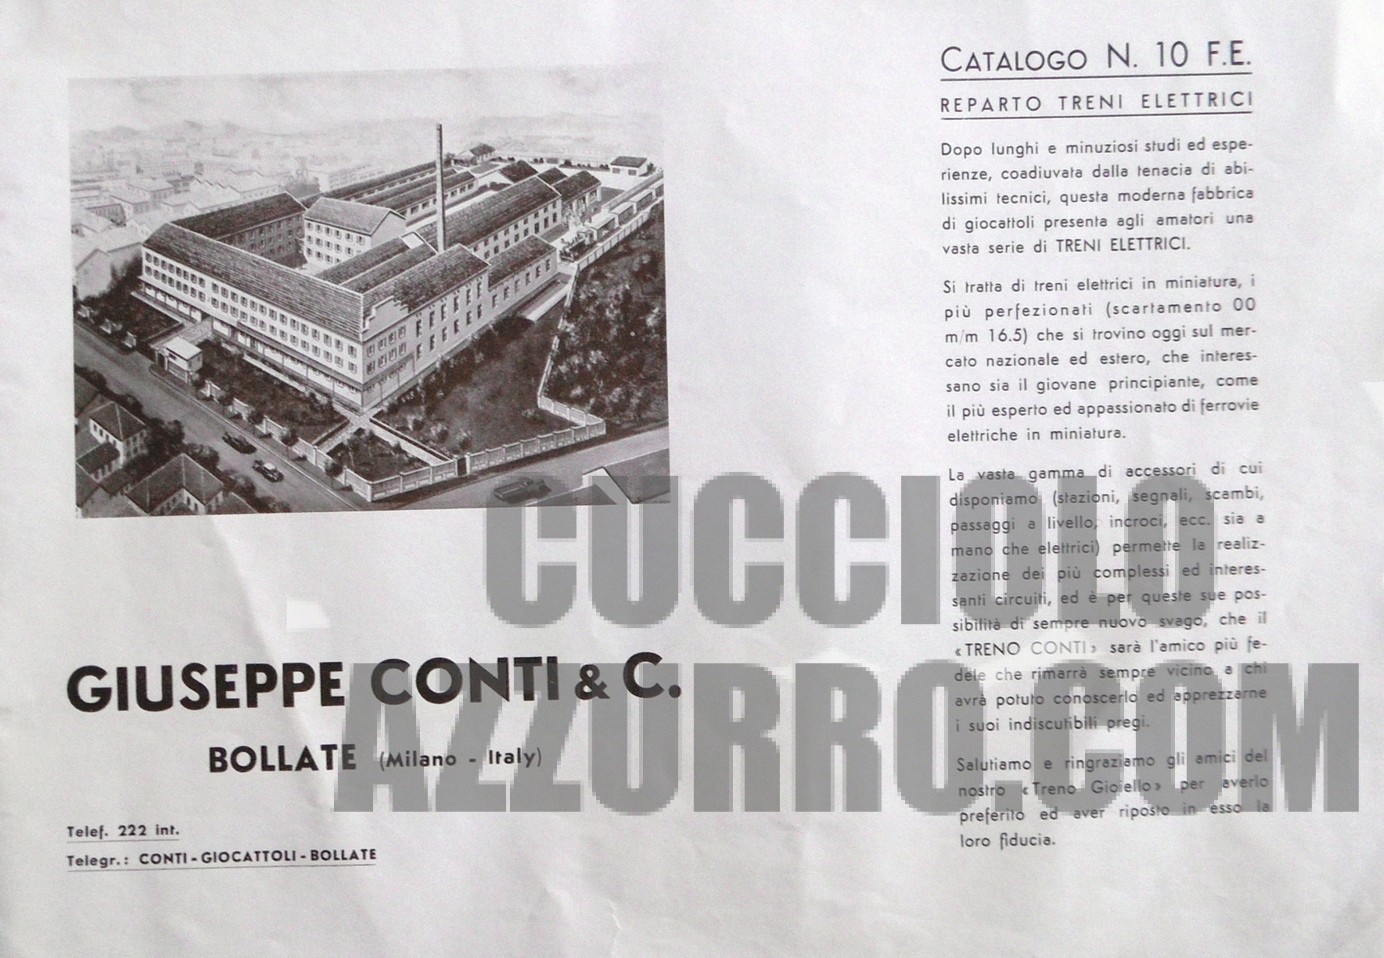 GIUSEPPE CONTI & C.
BOLLATE (Milano - Italy)
Telef. 222 int.
Telegr.: CONTI - GIOCATTOLI - BOLLATE
CATALOGO N. 10 F.E.
REPARTO TRENI ELETTRICI
Dopo lunghi e minuziosi studi ed espe-
rienze, coadiuvata dalla tenacia di abi-
lissimi tecnici, questa moderna fabbrica
di giocattoli presenta agli amatori una
vasta serie di TRENI ELETTRICI.
Si tratta di treni elettrici in miniatura, i
più perfezionati (scartamento 00
m/m 16.5) che si trovino oggi sul mer-
cato nazionale ed estero, che interes-
sano sia il giovane principiante, come
il più esperto ed appassionato di ferrovie
elettriche in miniatura.
La vasta gamma di accessori di cui
disponiamo (stazioni, segnali, scambi,
passaggi a livello, incroci, ecc. sia a
mano che elettrici) permette la realiz-
zazione dei più complessi ed interes-
santi circuiti, ed è per queste sue pos-
sibilità di sempre nuovo svago, che il
«TRENO CONTI» sarà l'amico più fe-
dele che rimarrà sempre vicino a chi
avrà potuto conoscerlo ed apprezzarne
i suoi indiscutibili pregi.
Salutiamo e ringraziamo gli amici del
nostro «Treno Gioiello» per averlo
preferito ed aver riposto in esso la
loro fiducia.
CUCCIOLO
AZZURRO.COM